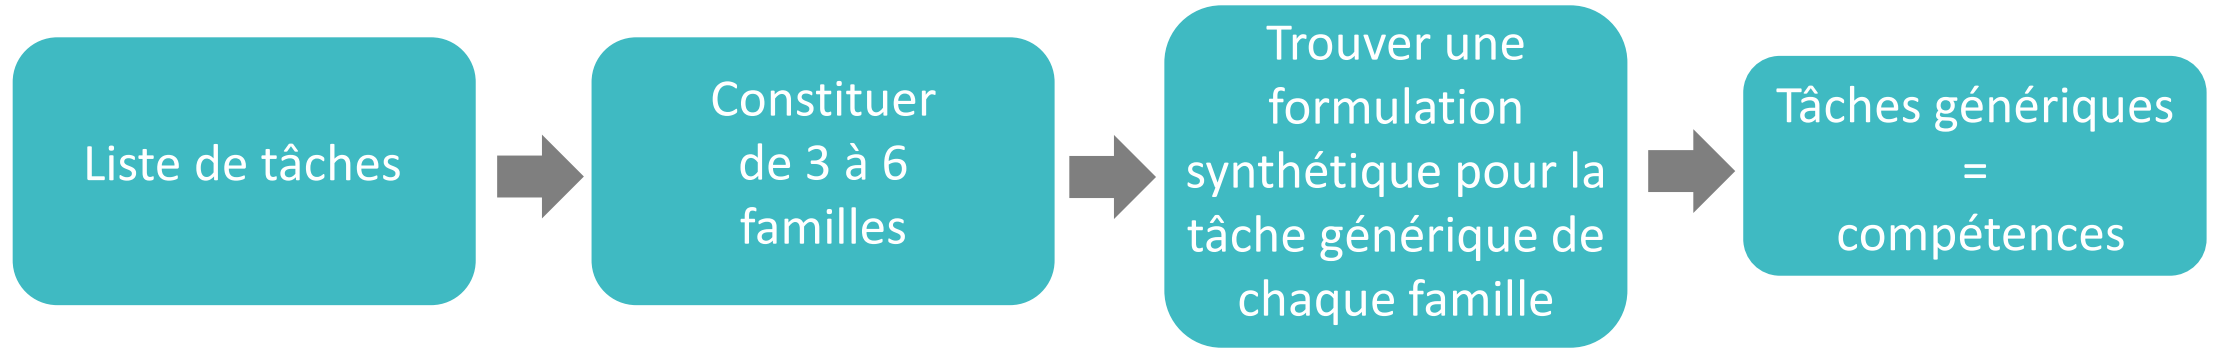 Liste de tâches
Constituer
de 3 à 6
familles
Trouver une
formulation
synthétique pour la
tâche générique de
chaque famille
Tâches génériques
=
compétences